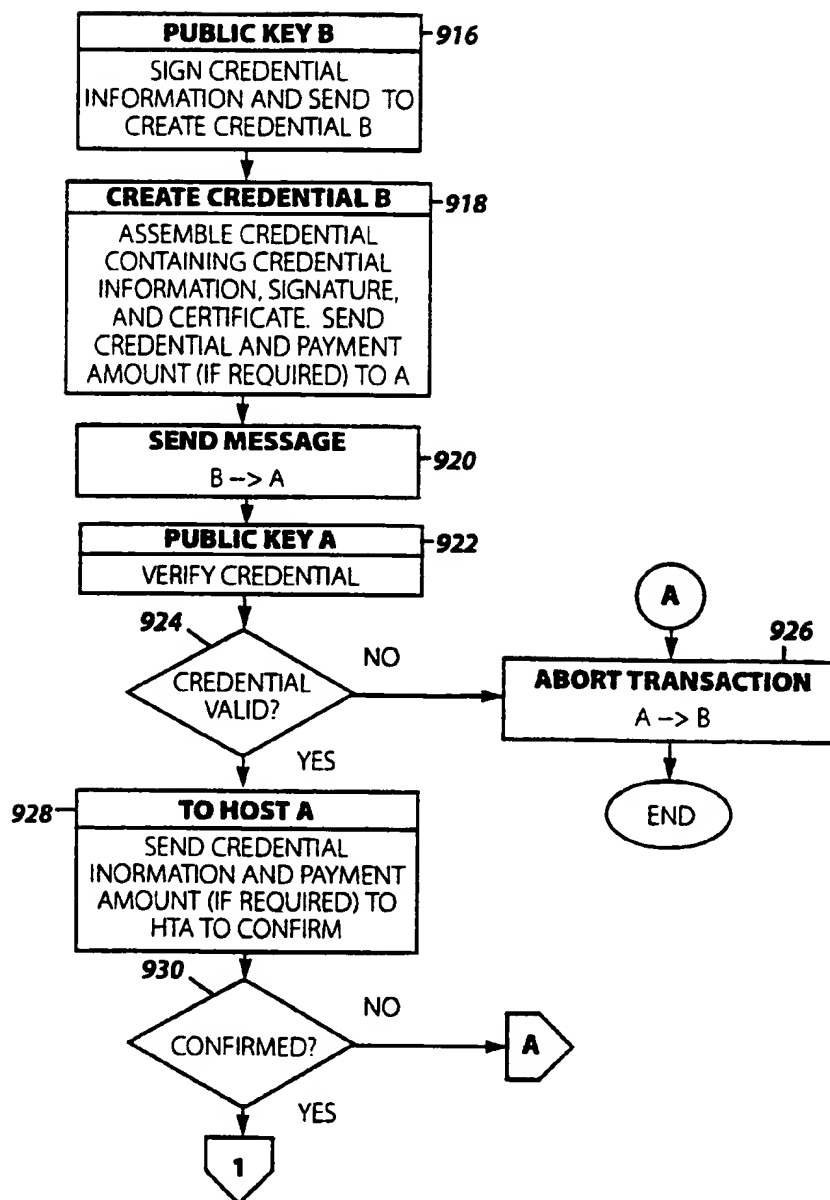 PUBLIC KEY B
916
SIGN CREDENTIAL
INFORMATION AND SEND TO
CREATE CREDENTIAL B
CREATE CREDENTIAL B
918
ASSEMBLE CREDENTIAL
CONTAINING CREDENTIAL
INFORMATION, SIGNATURE,
AND CERTIFICATE. SEND
CREDENTIAL AND PAYMENT
AMOUNT (IF REQUIRED) TO A
SEND MESSAGE
920
B --> A
PUBLIC KEY A
922
VERIFY CREDENTIAL
924
CREDENTIAL
VALID?
NO
YES
A
926
ABORT TRANSACTION
A --> B
END
928
TO HOST A
SEND CREDENTIAL
INORMATION AND PAYMENT
AMOUNT (IF REQUIRED) TO
HTA TO CONFIRM
930
CONFIRMED?
NO
A
YES
1